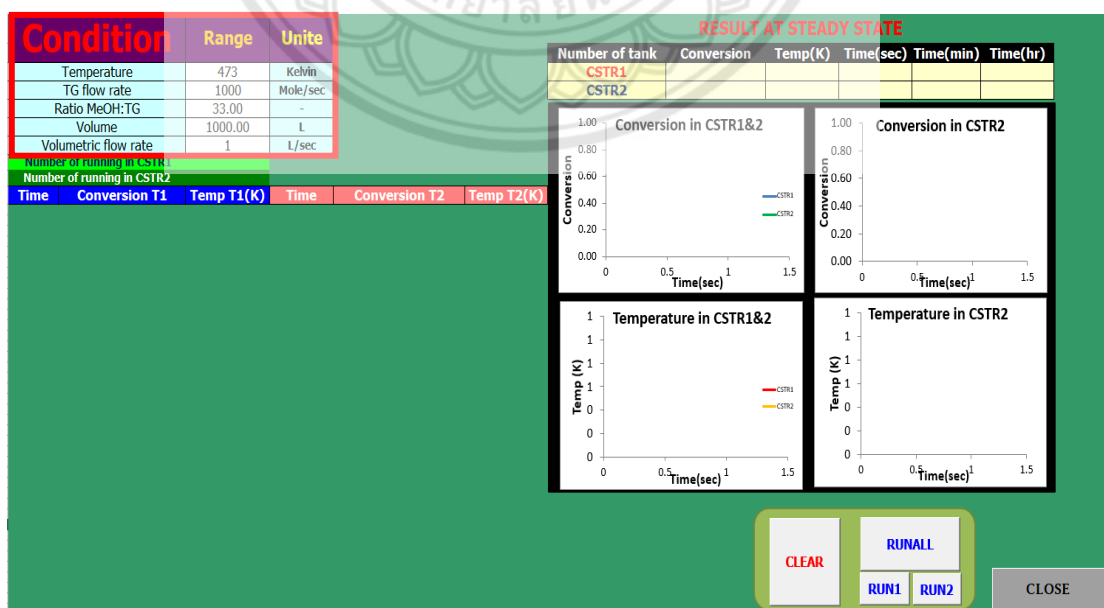 Condition Range Unite
Temperature 473 Kelvin
TG flow rate 1000 Mole/sec
Ratio MeOH:TG 33.00 -
Volume 1000.00 L
Volumetric flow rate 1 L/sec
Number of running in CSTR1
Number of running in CSTR2
Time Conversion T1 Temp T1(K) Time Conversion T2 Temp T2(K)
RESULT AT STEADY STATE
Number of tank Conversion Temp(K) Time(sec) Time(min) Time(hr)
CSTR1
CSTR2
Conversion in CSTR1&2
Conversion
1.00
0.80
0.60
0.40
0.20
0.00
0 0.5 1 1.5
Time(sec)
CSTR1
CSTR2
Conversion in CSTR2
Conversion
1.00
0.80
0.60
0.40
0.20
0.00
0 0.5 1 1.5
Time(sec)
Temperature in CSTR1&2
Temp (K)
1
1
1
1
0
0
0
0 0.5 1 1.5
Time(sec)
CSTR1
CSTR2
Temperature in CSTR2
Temp (K)
1
1
1
1
0
0
0
0 0.5 1 1.5
Time(sec)
CLEAR
RUNALL
RUN1 RUN2
CLOSE